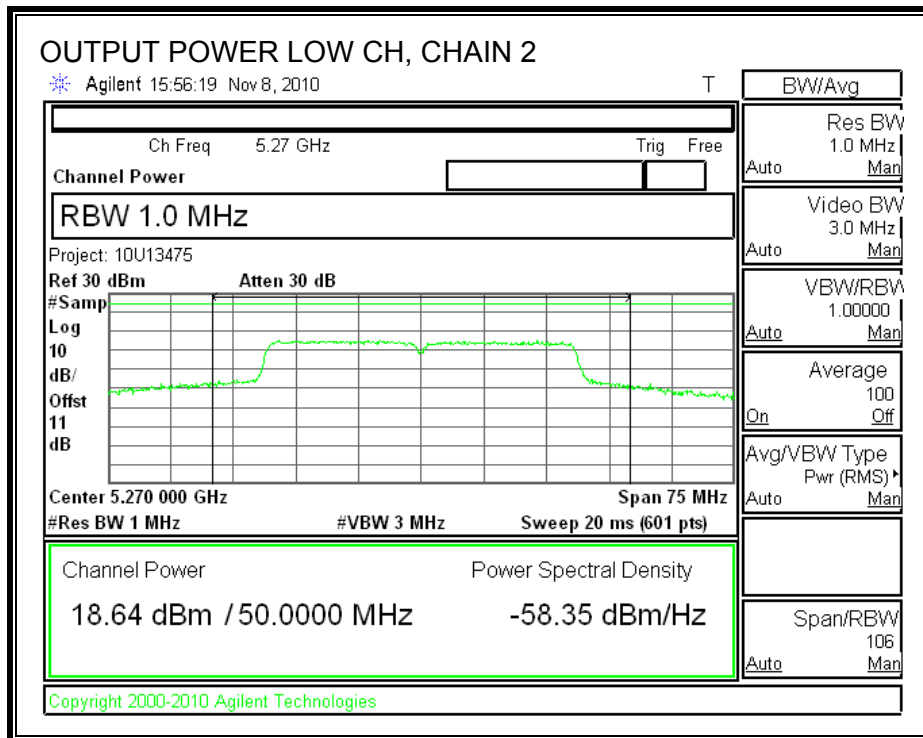 OUTPUT POWER LOW CH, CHAIN 2
Agilent 15:56:19 Nov 8, 2010 T
Ch Freq 5.27 GHz Trig Free
Channel Power
RBW 1.0 MHz
Project: 10U13475
Ref 30 dBm Atten 30 dB
#Samp
Log
10
dB/
Offst
11
dB
Center 5.270 000 GHz Span 75 MHz
#Res BW 1 MHz #VBW 3 MHz Sweep 20 ms (601 pts)
Channel Power Power Spectral Density
18.64 dBm / 50.0000 MHz -58.35 dBm/Hz
Copyright 2000-2010 Agilent Technologies
BW/Avg
Res BW
1.0 MHz
Auto Man
Video BW
3.0 MHz
Auto Man
VBW/RBW
1.00000
Auto Man
Average
100
On Off
Avg/VBW Type
Pwr (RMS)
Auto Man
Span/RBW
106
Auto Man